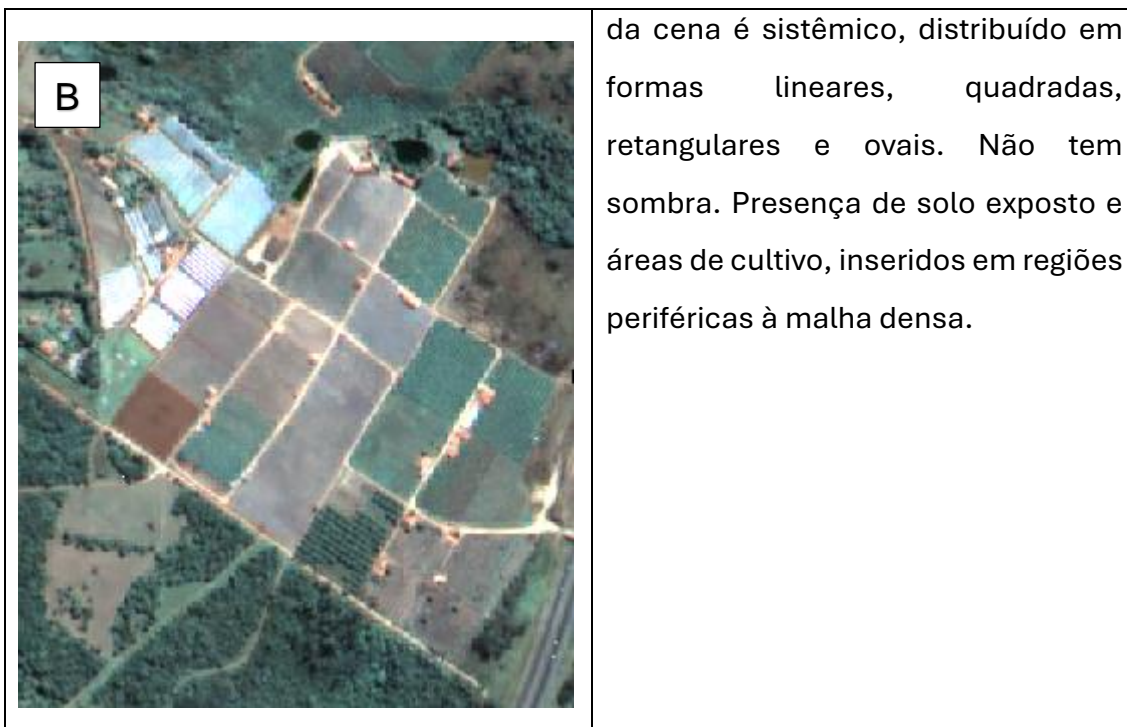 B
da cena é sistêmico, distribuído em
formas lineares, quadradas,
retangulares e ovais. Não tem
sombra. Presença de solo exposto e
áreas de cultivo, inseridos em regiões
periféricas à malha densa.